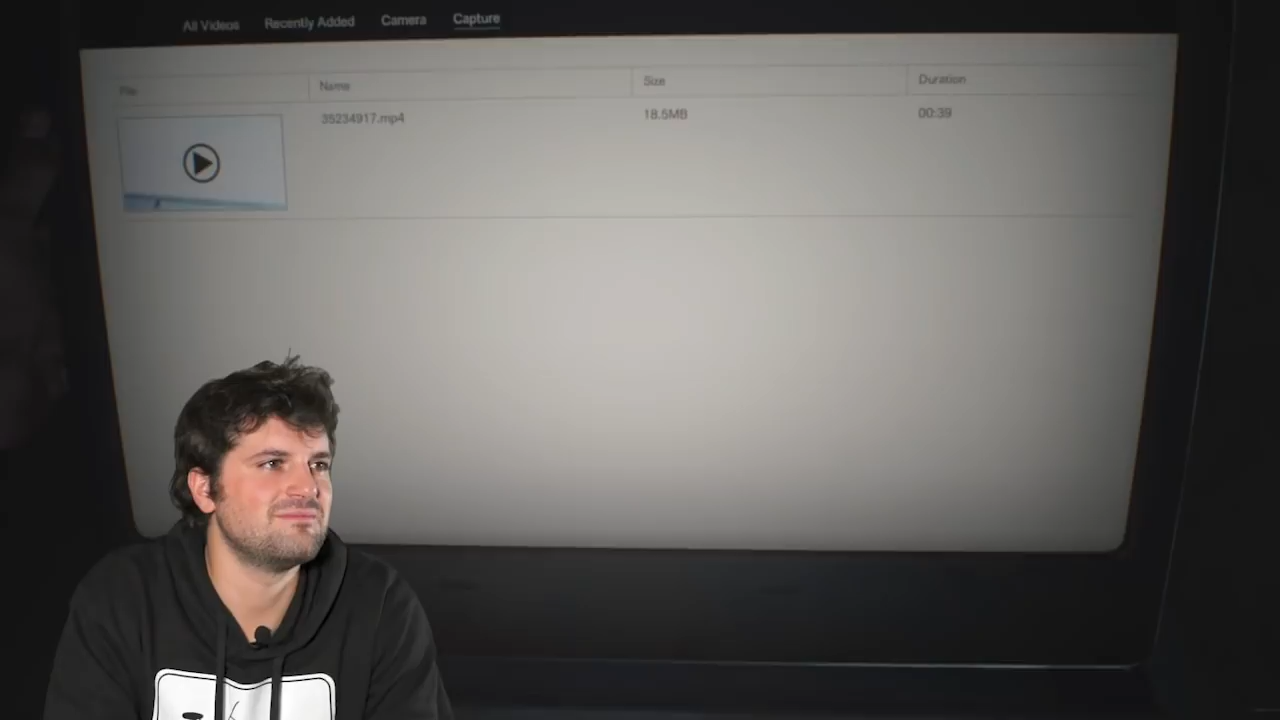 All Videos Recently Added Camera Capture
File Name Size Duration
35234917.mp4 18.5MB 00:39